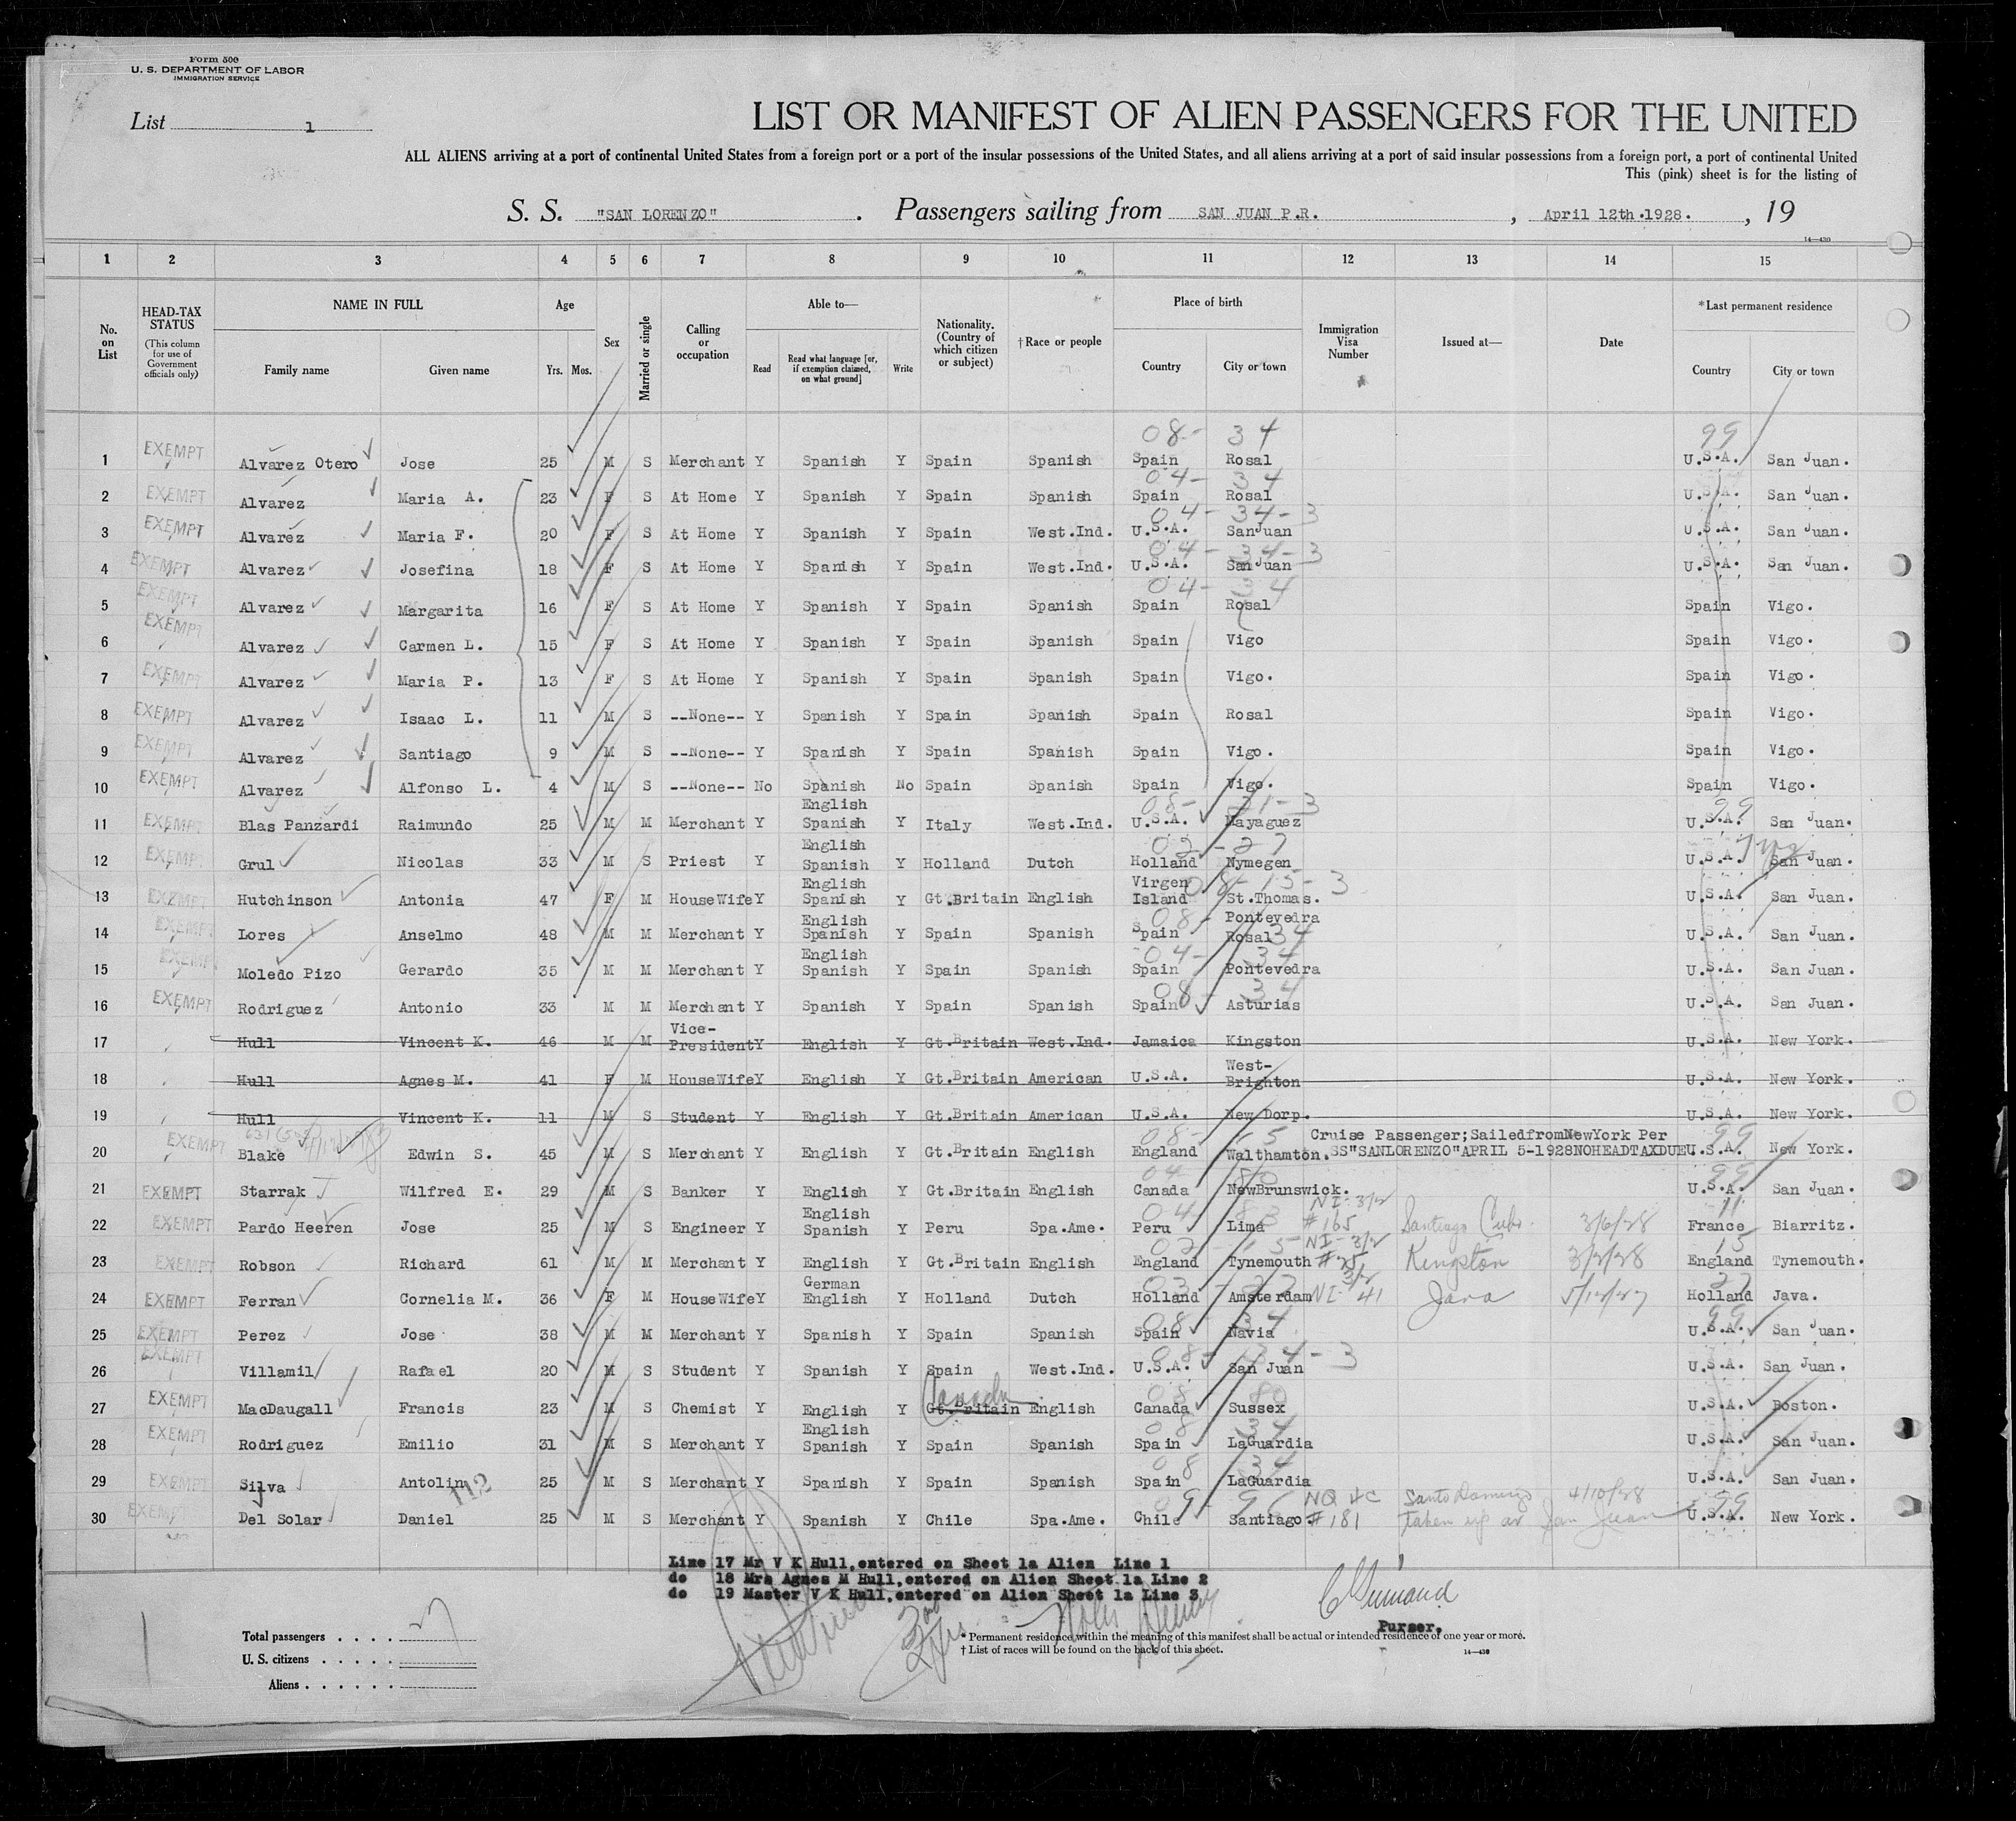 Form 500
U. S. DEPARTMENT OF LABOR
IMMIGRATION SERVICE
List 1
LIST OR MANIFEST OF ALIEN PASSENGERS FOR THE UNITED
ALL ALIENS arriving at a port of continental United States from a foreign port or a port of the insular possessions of the United States, and all aliens arriving at a port of said insular possessions from a foreign port, a port of continental United
This (pink) sheet is for the listing of
S. S. "SAN LORENZO" . Passengers sailing from SAN JUAN P.R. , April 12th.1928. , 19
14—430
1 2 3 4 5 6 7 8 9 10 11 12 13 14 15
No. on List
HEAD-TAX STATUS (This column for use of Government officials only)
NAME IN FULL Family name Given name
Age Yrs. Mos.
Sex
Married or single
Calling or occupation
Able to— Read Read what language [or, if exemption claimed, on what ground] Write
Nationality. (Country of which citizen or subject)
†Race or people
Place of birth Country City or town
Immigration Visa Number
Issued at—
Date
*Last permanent residence Country City or town
08- 34 99
1 EXEMPT Alvarez Otero Jose 25 M S Merchant Y Spanish Y Spain Spanish Spain Rosal U.S.A. San Juan.
04- 34
2 EXEMPT Alvarez Maria A. 23 F S At Home Y Spanish Y Spain Spanish Spain Rosal U.S.A. San Juan.
04- 34-3
3 EXEMPT Alvarez Maria F. 20 F S At Home Y Spanish Y Spain West.Ind. U.S.A. SanJuan U.S.A. San Juan.
04- 34-3
4 EXEMPT Alvarez Josefina 18 F S At Home Y Spanish Y Spain West.Ind. U.S.A. San Juan U.S.A. San Juan.
04- 34
5 EXEMPT Alvarez Margarita 16 F S At Home Y Spanish Y Spain Spanish Spain Rosal Spain Vigo.
6 EXEMPT Alvarez Carmen L. 15 F S At Home Y Spanish Y Spain Spanish Spain Vigo Spain Vigo.
7 EXEMPT Alvarez Maria P. 13 F S At Home Y Spanish Y Spain Spanish Spain Vigo. Spain Vigo.
8 EXEMPT Alvarez Isaac L. 11 M S --None-- Y Spanish Y Spain Spanish Spain Rosal Spain Vigo.
9 EXEMPT Alvarez Santiago 9 M S --None-- Y Spanish Y Spain Spanish Spain Vigo. Spain Vigo.
10 EXEMPT Alvarez Alfonso L. 4 M S --None-- No Spanish No Spain Spanish Spain Vigo. Spain Vigo.
11 EXEMPT Blas Panzardi Raimundo 25 M M Merchant Y English Spanish Y Italy West.Ind. U.S.A. Mayaguez U.S.A. San Juan.
12 EXEMPT Grul Nicolas 33 M S Priest Y English Spanish Y Holland Dutch Holland Nymegen U.S.A. San Juan.
13 EXEMPT Hutchinson Antonia 47 F M HouseWife Y English Spanish Y Gt.Britain English Virgen Island St.Thomas. U.S.A. San Juan.
14 EXEMPT Lores Anselmo 48 M M Merchant Y English Spanish Y Spain Spanish Spain Pontevedra Rosal U.S.A. San Juan.
15 EXEMPT Moledo Pizo Gerardo 35 M M Merchant Y English Spanish Y Spain Spanish Spain Pontevedra U.S.A. San Juan.
16 EXEMPT Rodriguez Antonio 33 M M Merchant Y Spanish Y Spain Spanish Spain Asturias U.S.A. San Juan.
17 Hull Vincent K. 46 M M Vice-President Y English Y Gt.Britain West.Ind. Jamaica Kingston U.S.A. New York.
18 Hull Agnes M. 41 F M HouseWife Y English Y Gt.Britain American U.S.A. West-Brighton U.S.A. New York.
19 Hull Vincent K. 11 M S Student Y English Y Gt.Britain American U.S.A. New Dorp. U.S.A. New York.
20 EXEMPT Blake Edwin S. 45 M S Merchant Y English Y Gt.Britain English England Walthamton. Cruise Passenger;SailedfromNewYork Per SS"SANLORENZO"APRIL 5-1928NOHEADTAXDUE U.S.A. New York.
21 EXEMPT Starrak Wilfred E. 29 M S Banker Y English Y Gt.Britain English Canada NewBrunswick. U.S.A. San Juan.
22 EXEMPT Pardo Heeren Jose 25 M S Engineer Y English Spanish Y Peru Spa.Ame. Peru Lima NI-3/2 #165 Santiago Cuba 3/6/28 France Biarritz.
23 EXEMPT Robson Richard 61 M M Merchant Y English Y Gt.Britain English England Tynemouth NI-3/2 Kingston 3/2/28 England Tynemouth.
24 EXEMPT Ferran Cornelia M. 36 F M HouseWife Y German English Y Holland Dutch Holland Amsterdam NI- 41 Java Holland Java.
25 EXEMPT Perez Jose 38 M M Merchant Y Spanish Y Spain Spanish Spain Navia U.S.A. San Juan.
26 EXEMPT Villamil Rafael 20 M S Student Y Spanish Y Spain West.Ind. U.S.A. San Juan U.S.A. San Juan.
27 EXEMPT MacDaugall Francis 23 M S Chemist Y English Y Gt.Britain Canada English Canada Sussex U.S.A. Boston.
28 EXEMPT Rodriguez Emilio 31 M S Merchant Y English Spanish Y Spain Spanish Spain LaGuardia U.S.A. San Juan.
29 EXEMPT Silva Antolin 25 M S Merchant Y Spanish Y Spain Spanish Spain LaGuardia U.S.A. San Juan.
112
30 EXEMPT Del Solar Daniel 25 M S Merchant Y Spanish Y Chile Spa.Ame. Chile Santiago. #181 Santo Domingo 4/10/28 taken up at San Juan U.S.A. New York.
Line 17 Mr V K Hull,entered on Sheet 1a Alien Line 1
do 18 Mrs Agnes M Hull,entered on Alien Sheet 1a Line 2
do 19 Master V K Hull,entered on Alien Sheet 1a Line 3
Purser.
Total passengers . . . . 27
U. S. citizens . . . . .
Aliens . . . . . .
* Permanent residence within the meaning of this manifest shall be actual or intended residence of one year or more.
† List of races will be found on the back of this sheet.
14—430